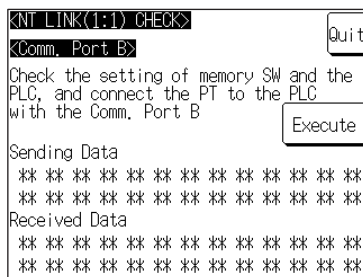 <NT LINK(1:1) CHECK>
Quit
<Comm. Port B>
Check the setting of memory SW and the
PLC, and connect the PT to the PLC
with the Comm. Port B
Execute
Sending Data
** ** ** ** ** ** ** ** ** ** ** ** ** **
** ** ** ** ** ** ** ** ** ** ** ** ** **
Received Data
** ** ** ** ** ** ** ** ** ** ** ** ** **
** ** ** ** ** ** ** ** ** ** ** ** ** **